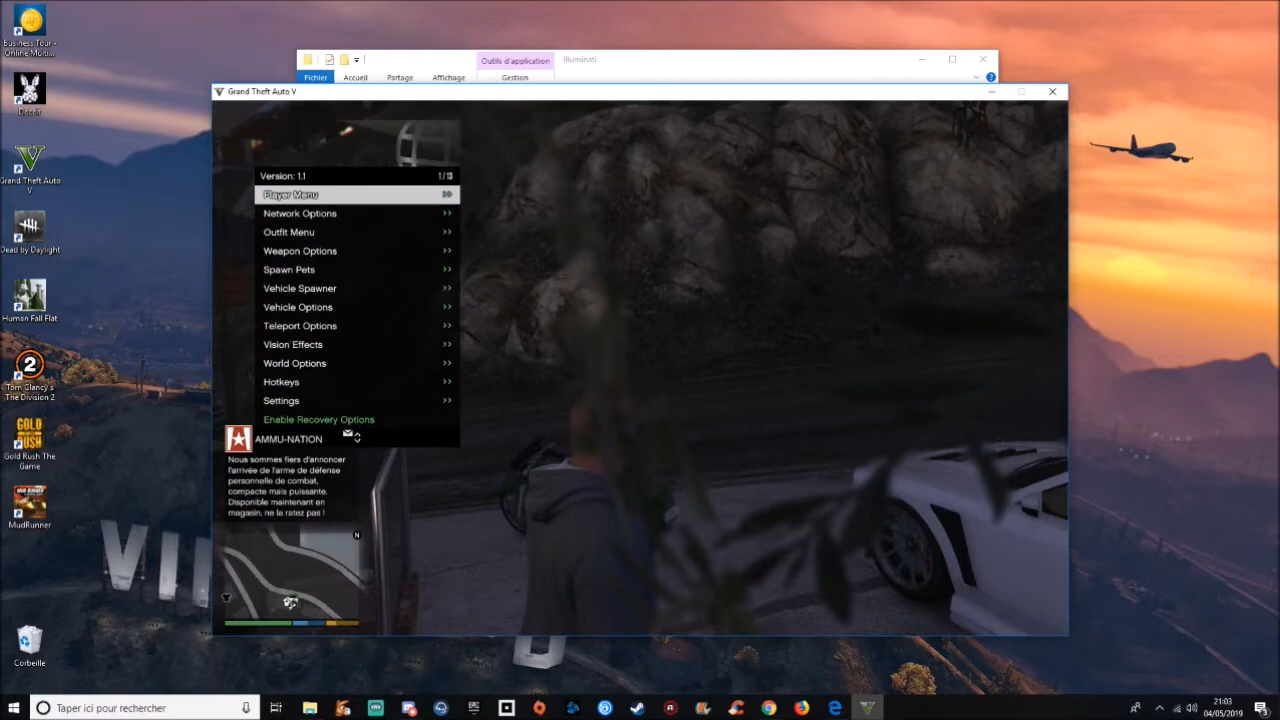 Business Tour -
Online Multi...
Deceit
Grand Theft Auto
V
Dead by Daylight
Human Fall Flat
Tom Clancy's
The Division 2
GOLD
RUSH
Gold Rush The
Game
MudRunner
Corbeille
Outils d'application
Illuminati
Fichier
Accueil
Partage
Affichage
Gestion
Grand Theft Auto V
Version: 1.1
1/13
Player Menu
Network Options
Outfit Menu
Weapon Options
Spawn Pets
Vehicle Spawner
Vehicle Options
Teleport Options
Vision Effects
World Options
Hotkeys
Settings
Enable Recovery Options
AMMU-NATION
Nous sommes fiers d'annoncer
l'arrivée de l'arme de défense
personnelle de combat,
compacte mais puissante.
Disponible maintenant en
magasin, ne la ratez pas !
N
VI
Taper ici pour rechercher
21:03
04/05/2019